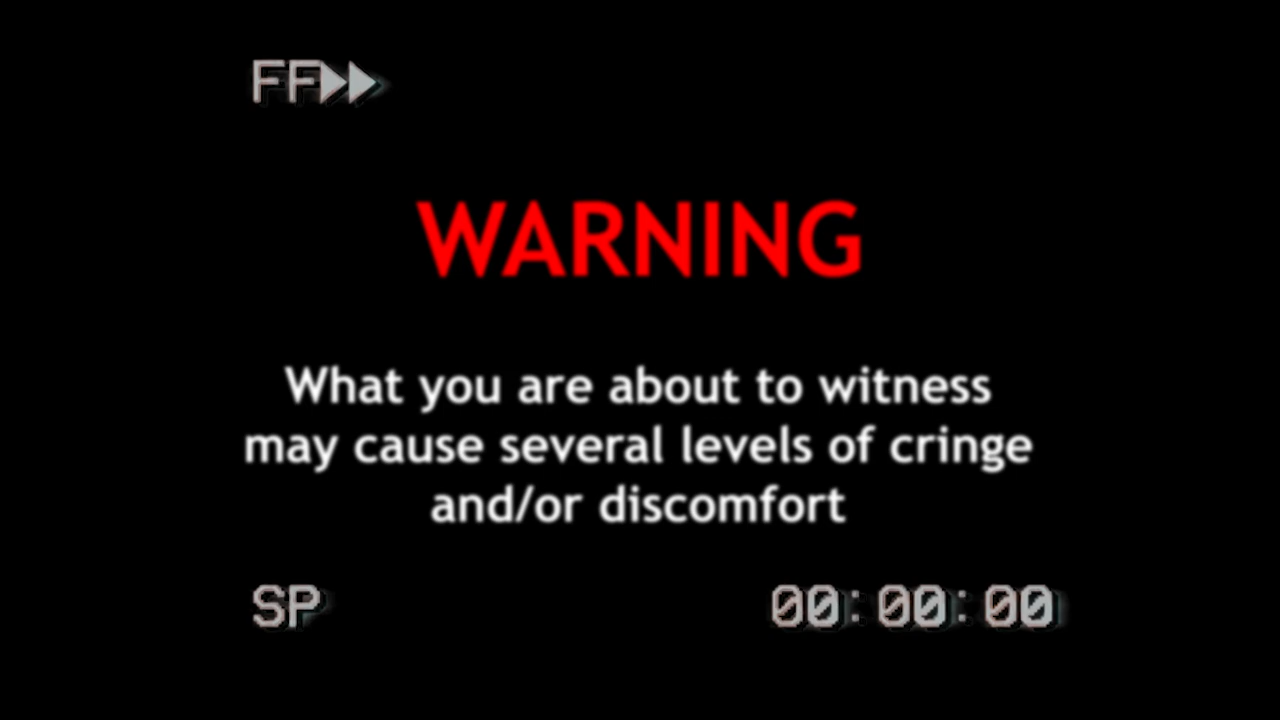 FF▶▶
WARNING
What you are about to witness
may cause several levels of cringe
and/or discomfort
SP 00:00:00